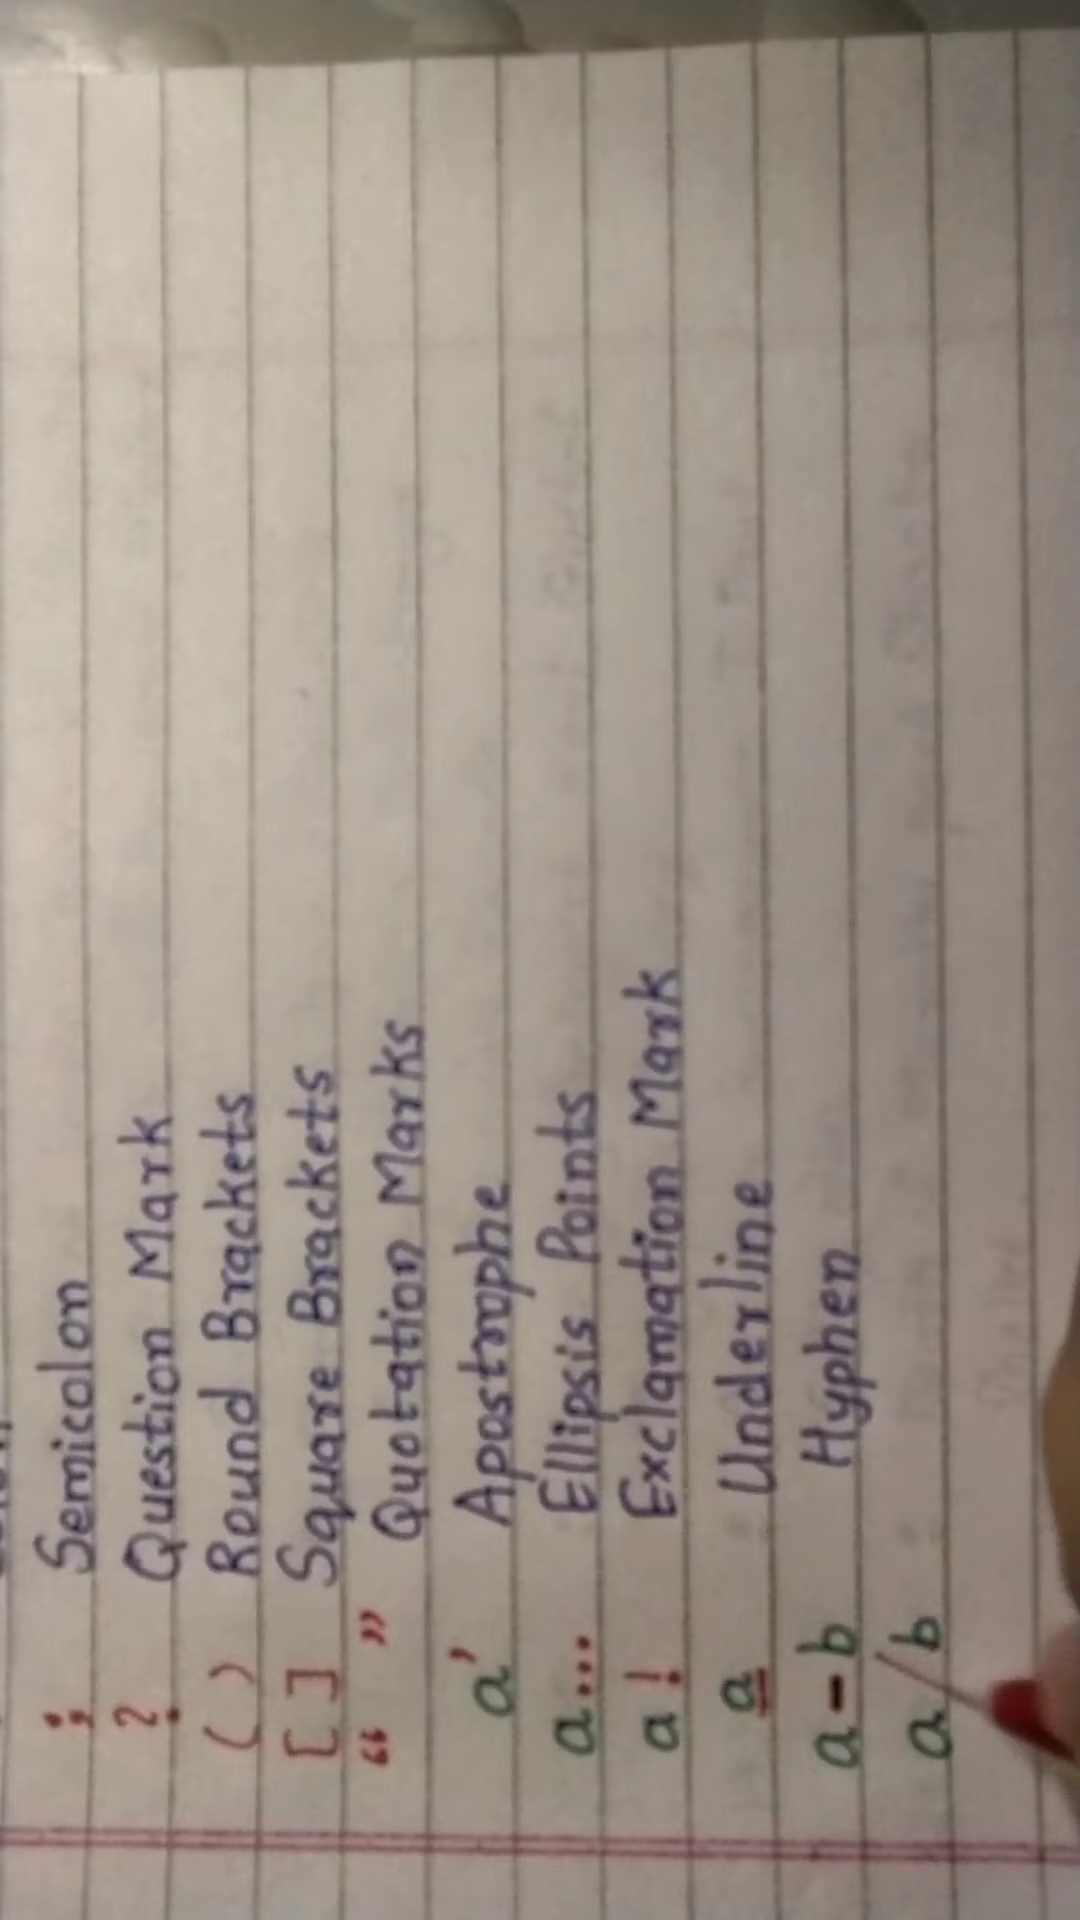 ; Semicolon
? Question Mark
( ) Round Brackets
[ ] Square Brackets
“ ” Quotation Marks
a' Apostrophe
a... Ellipsis Points
a! Exclamation Mark
a Underline
a-b Hyphen
a/b